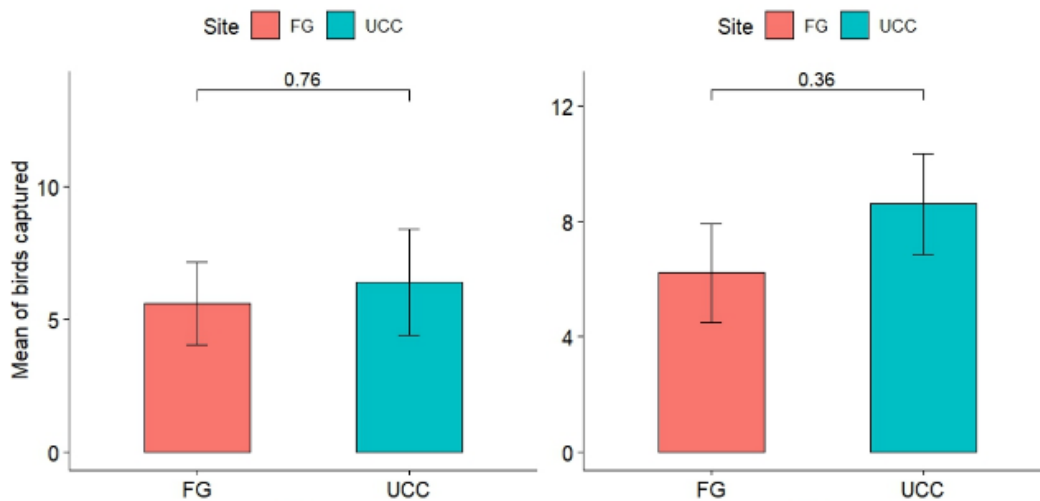 Site FG UCC
0.76
Mean of birds captured
10
5
0
FG UCC
Site FG UCC
0.36
12
8
4
0
FG UCC